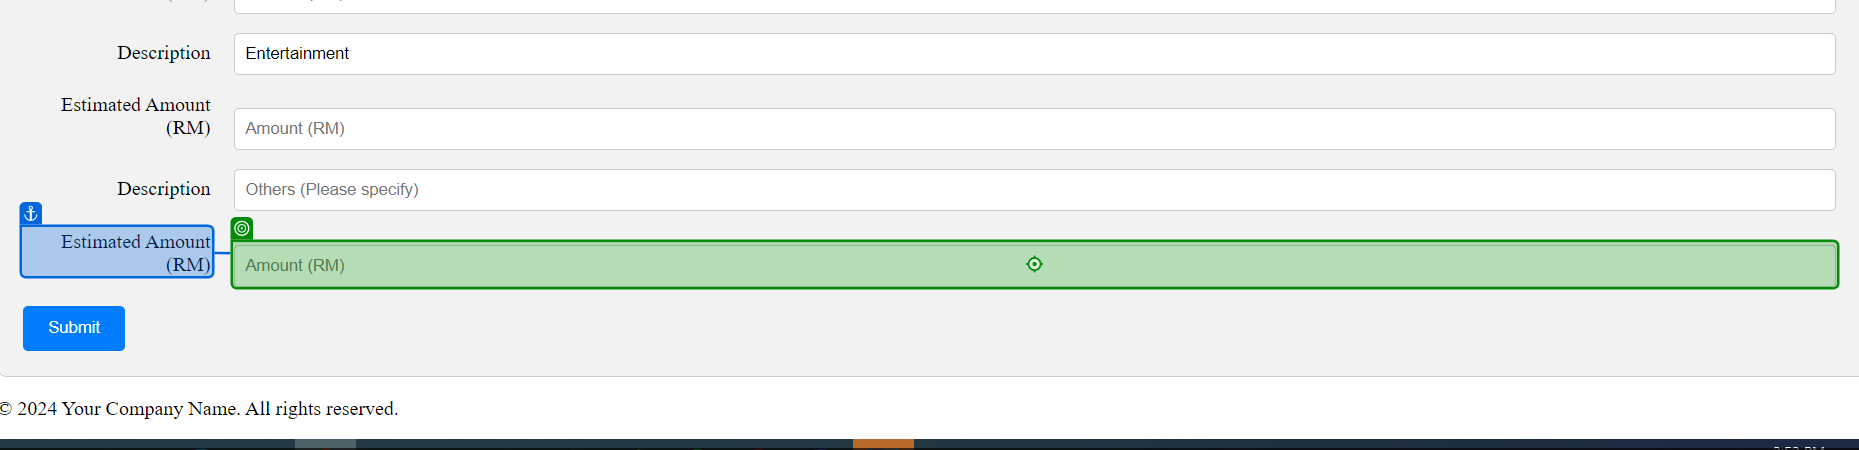 Description
Entertainment
Estimated Amount
(RM)
Amount (RM)
Description
Others (Please specify)
Estimated Amount
(RM)
Amount (RM)
Submit
© 2024 Your Company Name. All rights reserved.